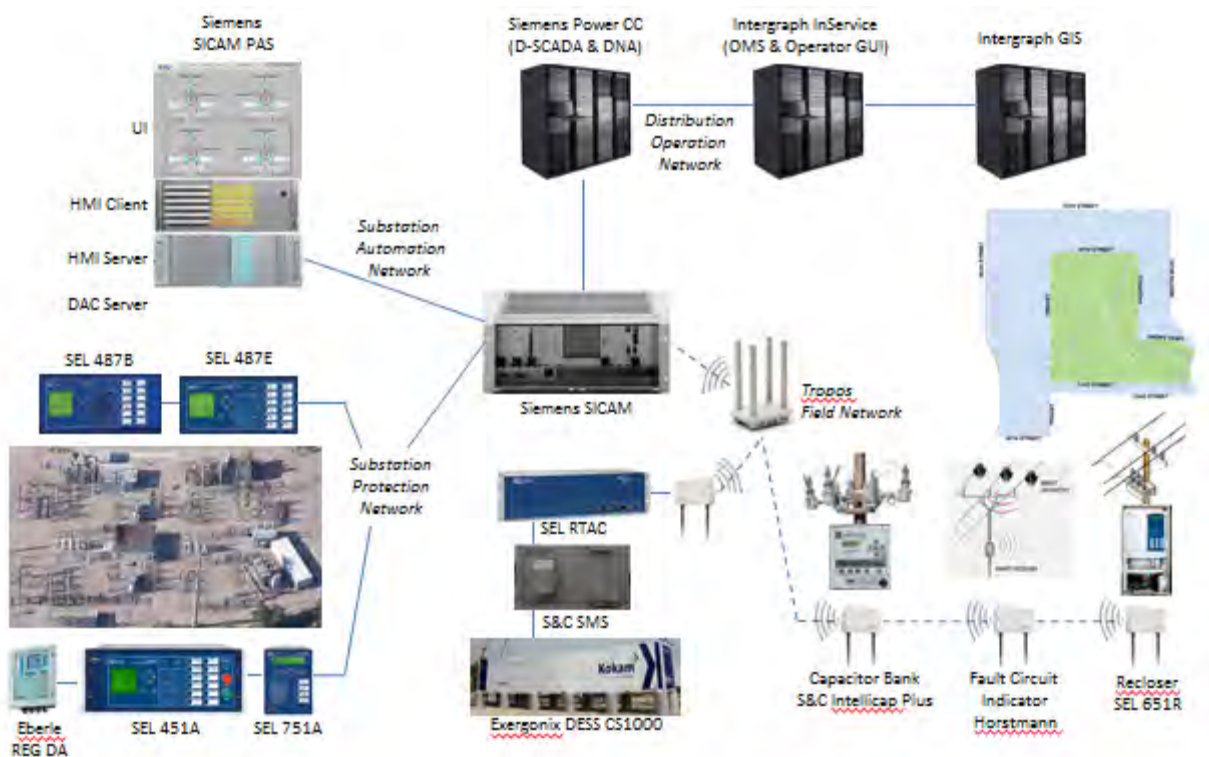 Siemens
SICAM PAS
UI
HMI Client
HMI Server
DAC Server
Siemens Power CC
(D-SCADA & DNA)
Intergraph InService
(OMS & Operator GUI)
Intergraph GIS
Distribution
Operation
Network
Substation
Automation
Network
SEL 487B
SEL 487E
Siemens SICAM
Tropos
Field Network
Substation
Protection
Network
SEL RTAC
S&C SMS
Kokam
Exergonix DESS CS1000
Eberle
REG DA
SEL 451A
SEL 751A
Capacitor Bank
S&C Intellicap Plus
Fault Circuit
Indicator
Horstmann
Recloser
SEL 651R